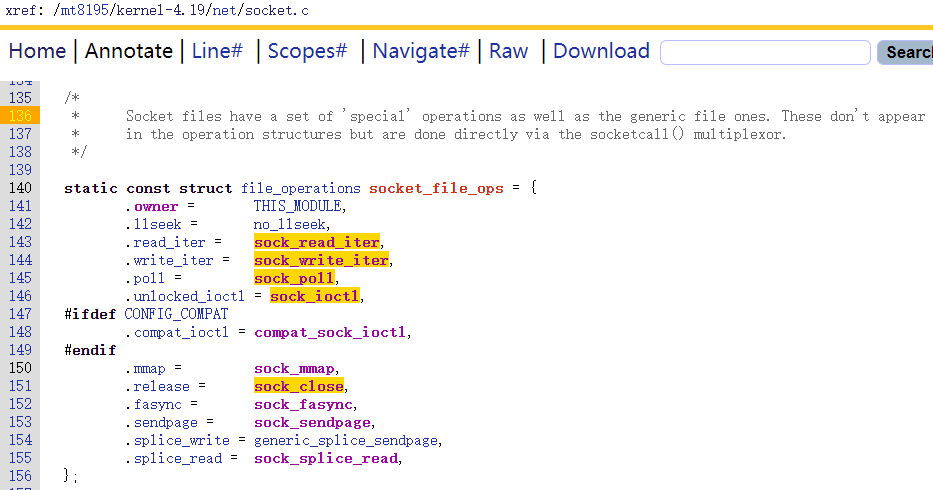 xref: /mt8195/kernel-4.19/net/socket.c
Home | Annotate | Line# | Scopes# | Navigate# | Raw | Download Search
134
135 /*
136 * Socket files have a set of 'special' operations as well as the generic file ones. These don't appear
137 * in the operation structures but are done directly via the socketcall() multiplexor.
138 */
139
140 static const struct file_operations socket_file_ops = {
141 .owner = THIS_MODULE,
142 .llseek = no_llseek,
143 .read_iter = sock_read_iter,
144 .write_iter = sock_write_iter,
145 .poll = sock_poll,
146 .unlocked_ioctl = sock_ioctl,
147 #ifdef CONFIG_COMPAT
148 .compat_ioctl = compat_sock_ioctl,
149 #endif
150 .mmap = sock_mmap,
151 .release = sock_close,
152 .fasync = sock_fasync,
153 .sendpage = sock_sendpage,
154 .splice_write = generic_splice_sendpage,
155 .splice_read = sock_splice_read,
156 };